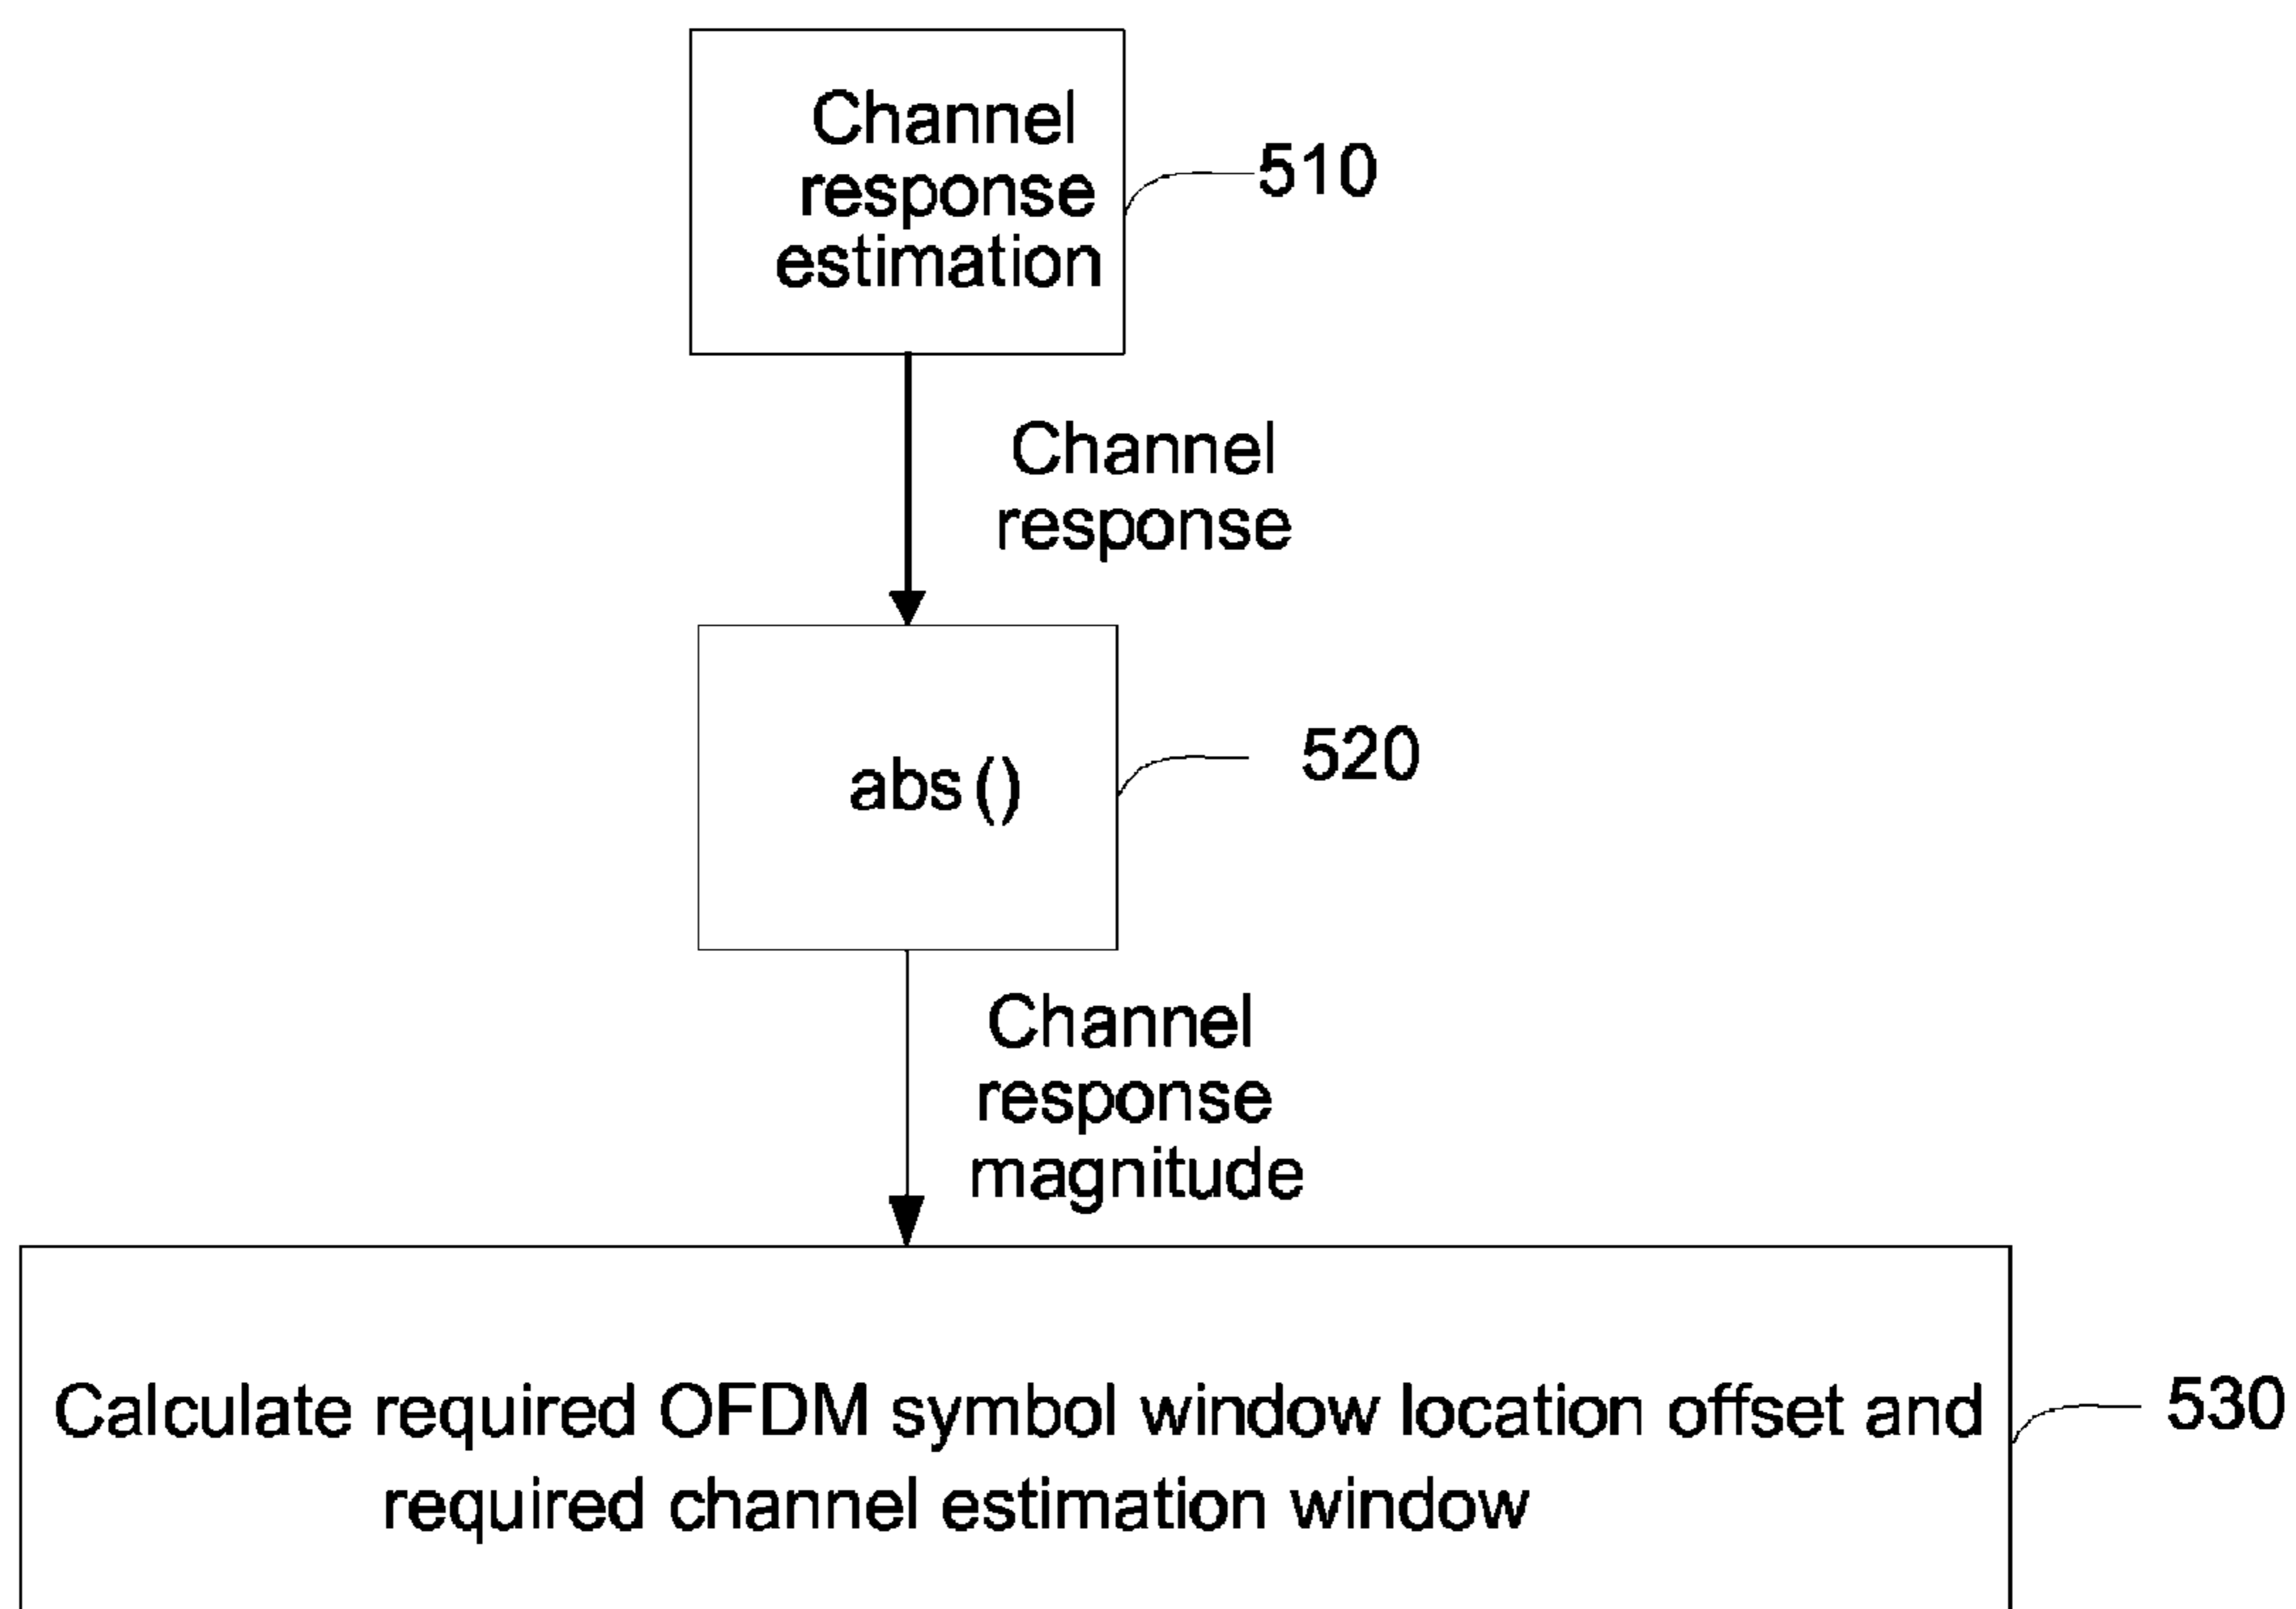 Channel
response
estimation
510
Channel
response
abs ()
520
Channel
response
magnitude
Calculate required OFDM symbol window location offset and
required channel estimation window
530